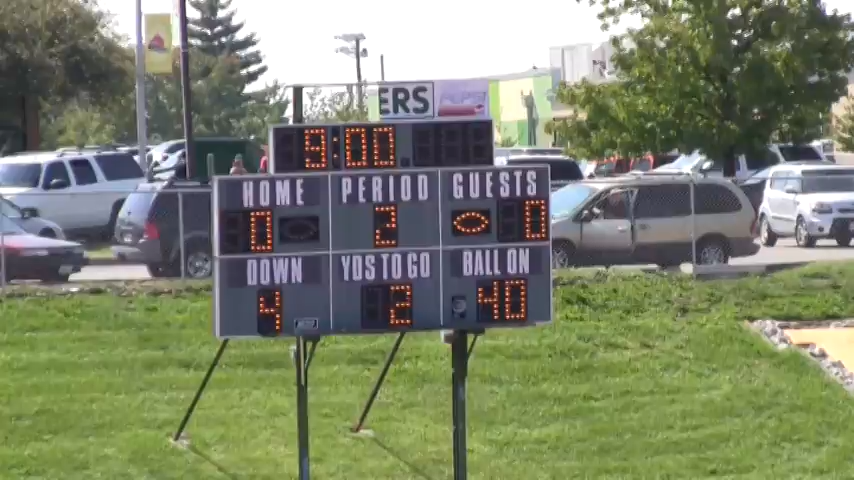 ERS
9:00
HOME PERIOD GUESTS
0 2 0
DOWN YDS TO GO BALL ON
4 2 40